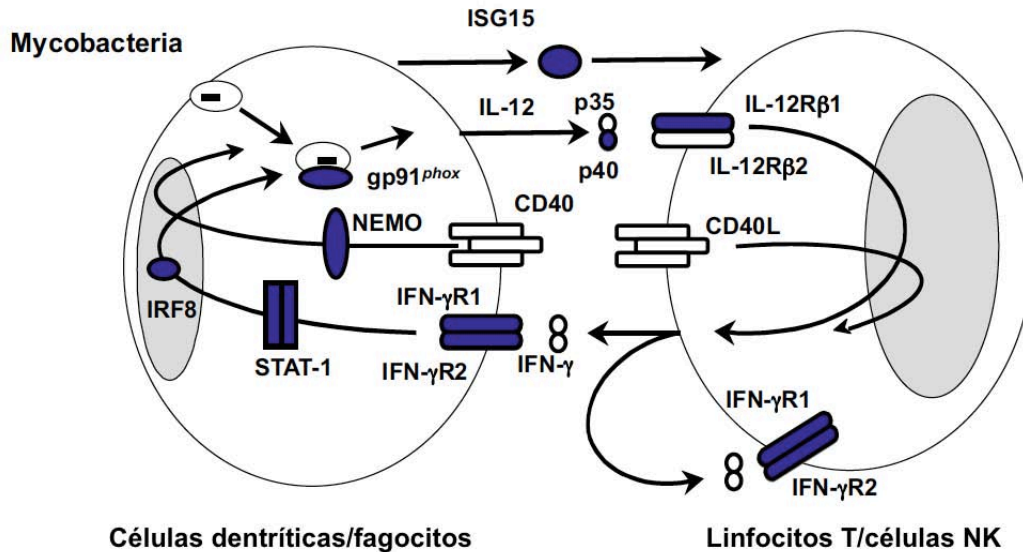 ISG15
Mycobacteria
IL-12
p35
IL-12Rβ1
p40
IL-12Rβ2
gp91phox
CD40
NEMO
CD40L
IRF8
IFN-γR1
STAT-1
IFN-γR2
IFN-γ
IFN-γR1
IFN-γR2
Células dentríticas/fagocitos
Linfocitos T/células NK